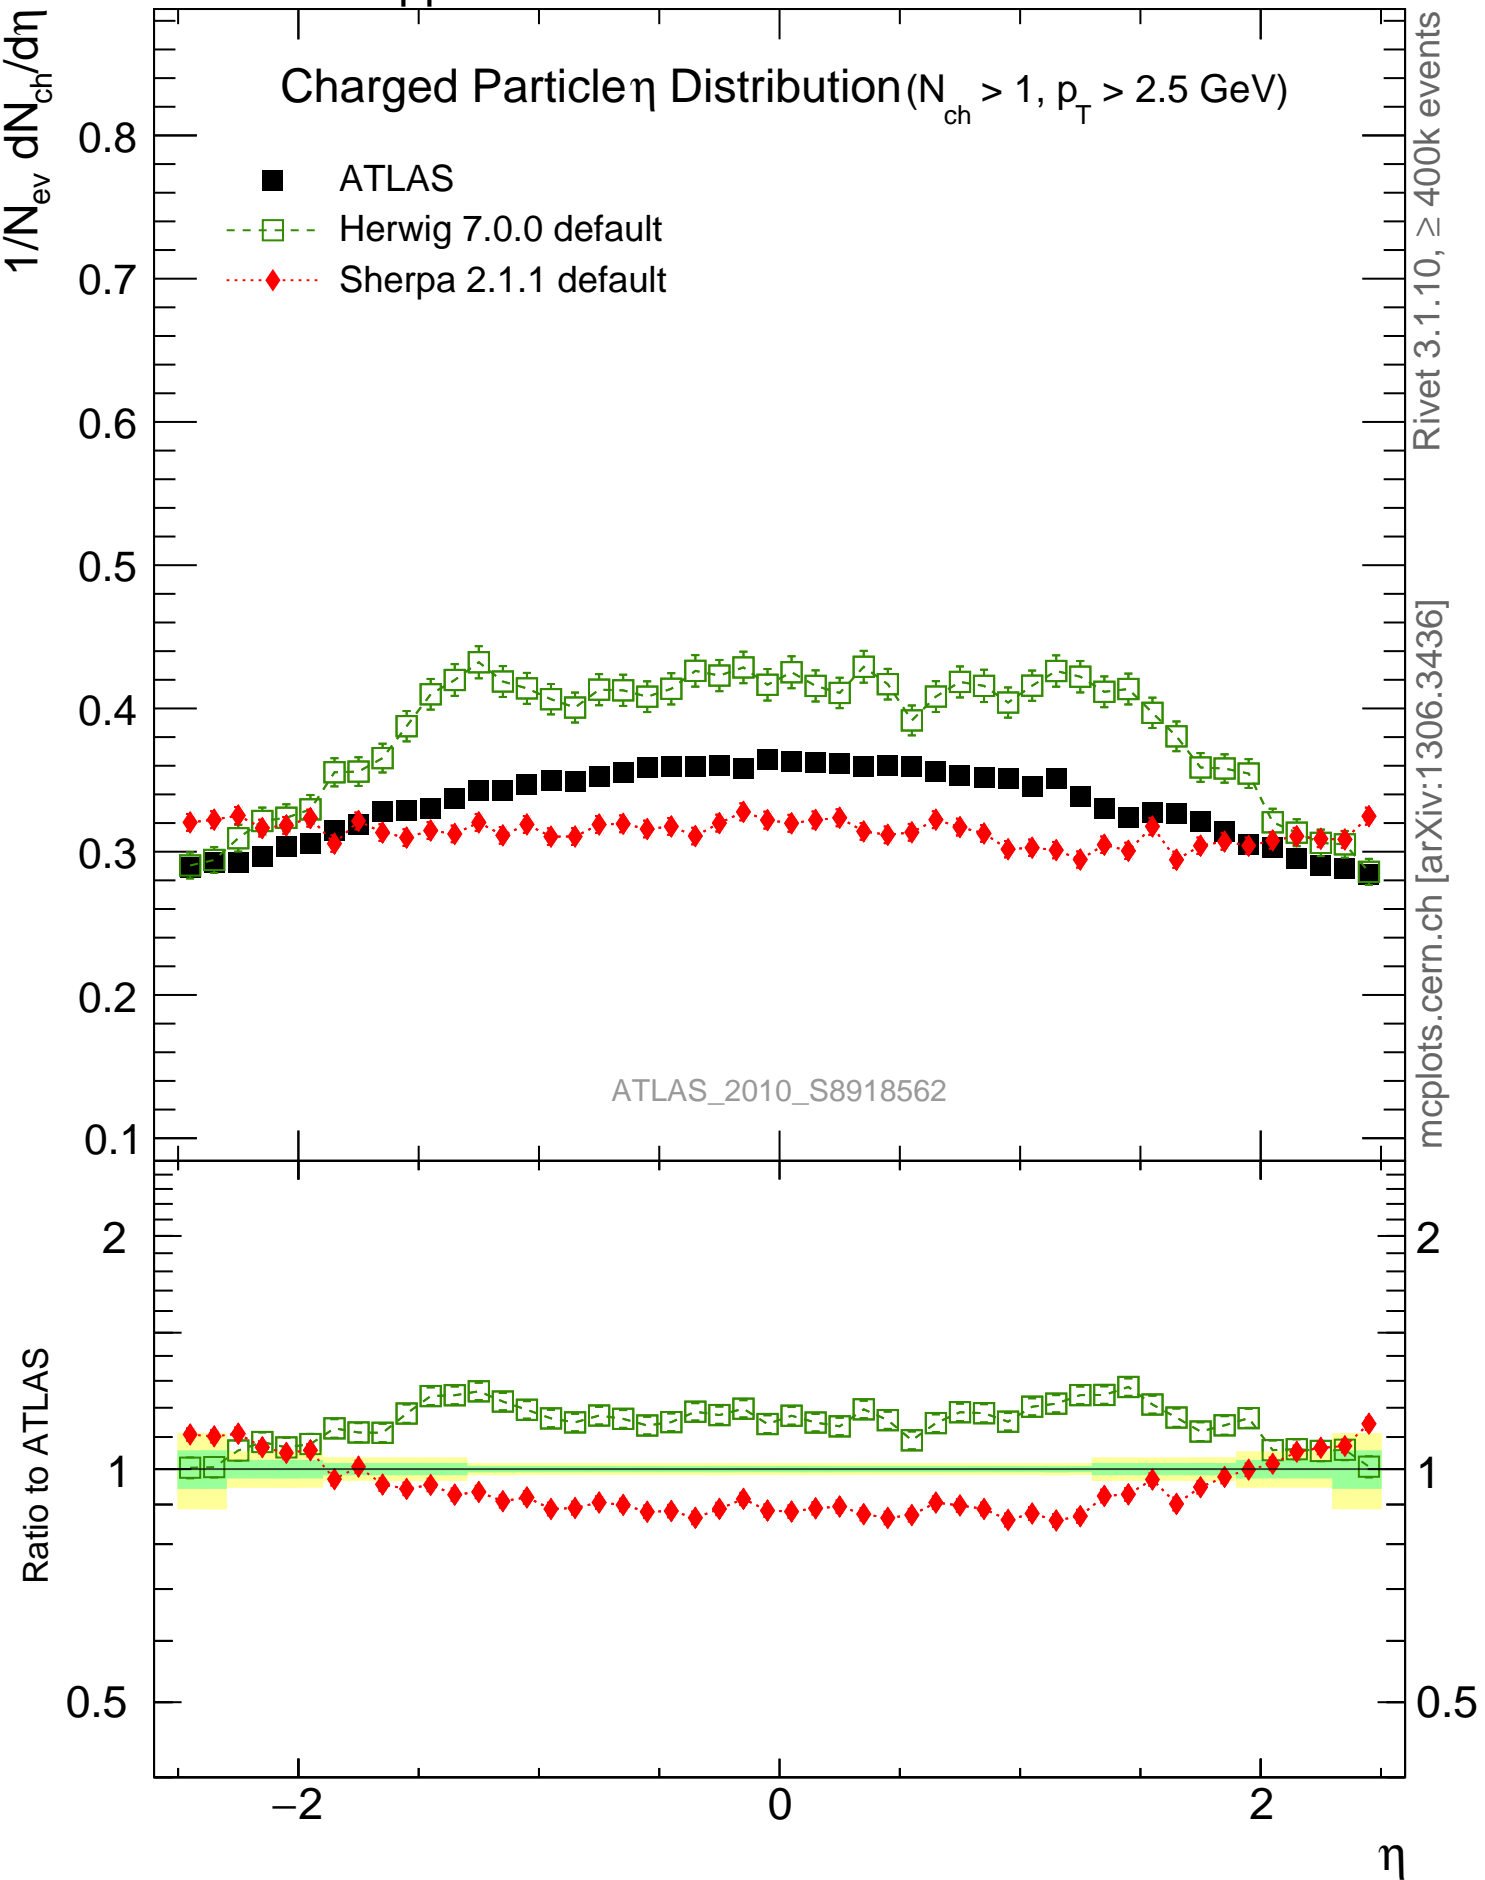 1/N_ev dN_ch/dη
Charged Particle η Distribution (N_ch > 1, p_T > 2.5 GeV)
ATLAS
Herwig 7.0.0 default
Sherpa 2.1.1 default
0.8
0.7
0.6
0.5
0.4
0.3
0.2
0.1
ATLAS_2010_S8918562
Rivet 3.1.10, ≥ 400k events
mcplots.cern.ch [arXiv:1306.3436]
Ratio to ATLAS
2
1
0.5
2
1
0.5
−2
0
2
η